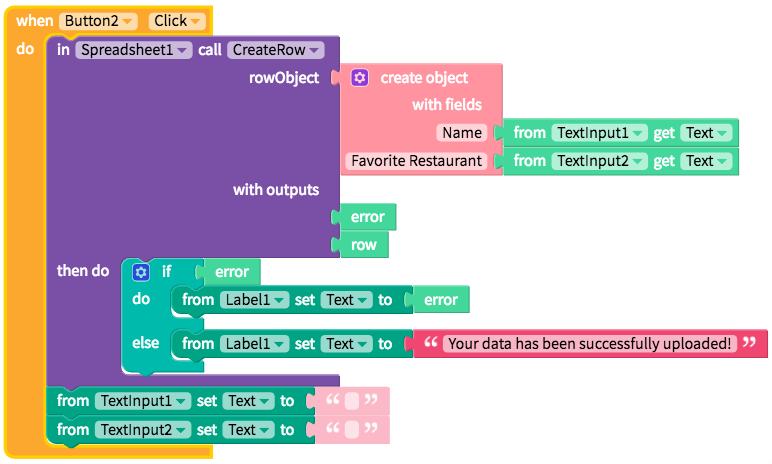 when Button2 Click
do in Spreadsheet1 call CreateRow
rowObject create object
with fields
Name from TextInput1 get Text
Favorite Restaurant from TextInput2 get Text
with outputs
error
row
then do if error
do from Label1 set Text to error
else from Label1 set Text to “ Your data has been successfully uploaded! ”
from TextInput1 set Text to “ ”
from TextInput2 set Text to “ ”